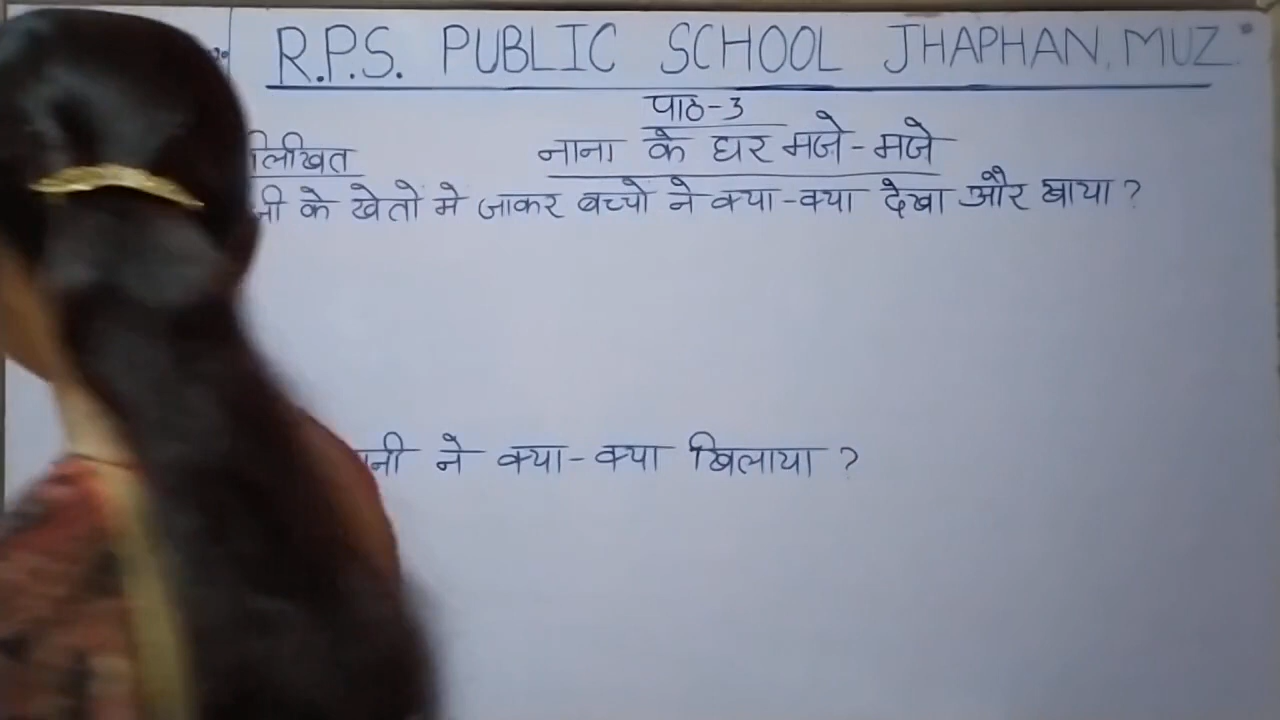 R.P.S. PUBLIC SCHOOL JHAPHAN, MUZ
पाठ-3
लिखित नाना के घर मजे-मजे
के खेतों मे जाकर बच्चो ने क्या-क्या देखा और खाया ?
ने क्या-क्या खिलाया ?